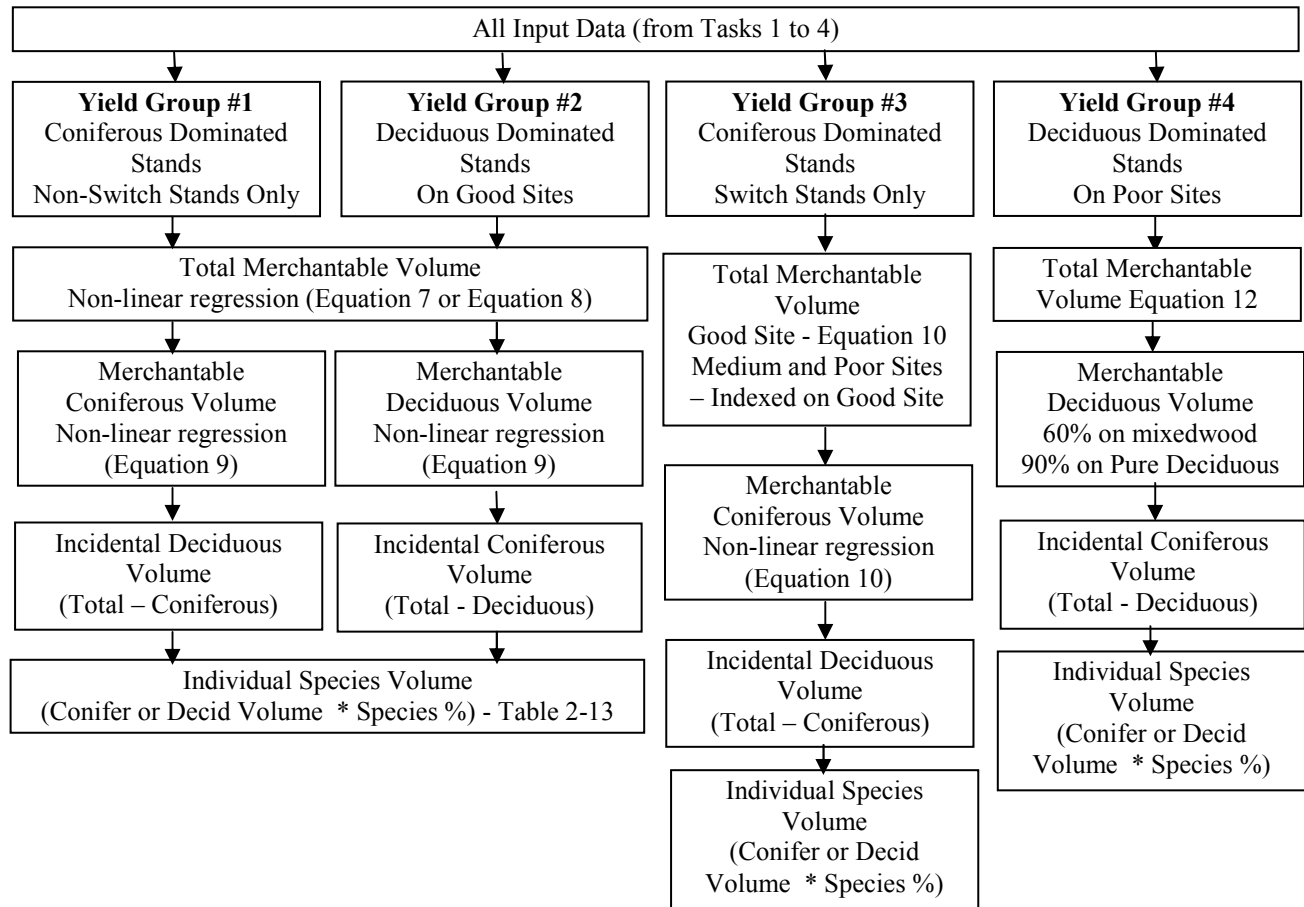 All Input Data (from Tasks 1 to 4)
Yield Group #1
Coniferous Dominated
Stands
Non-Switch Stands Only
Yield Group #2
Deciduous Dominated
Stands
On Good Sites
Yield Group #3
Coniferous Dominated
Stands
Switch Stands Only
Yield Group #4
Deciduous Dominated
Stands
On Poor Sites
Total Merchantable Volume
Non-linear regression (Equation 7 or Equation 8)
Total Merchantable
Volume
Good Site - Equation 10
Medium and Poor Sites
– Indexed on Good Site
Total Merchantable
Volume Equation 12
Merchantable
Coniferous Volume
Non-linear regression
(Equation 9)
Merchantable
Deciduous Volume
Non-linear regression
(Equation 9)
Merchantable
Coniferous Volume
Non-linear regression
(Equation 10)
Merchantable
Deciduous Volume
60% on mixedwood
90% on Pure Deciduous
Incidental Deciduous
Volume
(Total – Coniferous)
Incidental Coniferous
Volume
(Total - Deciduous)
Incidental Deciduous
Volume
(Total – Coniferous)
Incidental Coniferous
Volume
(Total - Deciduous)
Individual Species Volume
(Conifer or Decid Volume * Species %) - Table 2-13
Individual Species
Volume
(Conifer or Decid
Volume * Species %)
Individual Species
Volume
(Conifer or Decid
Volume * Species %)